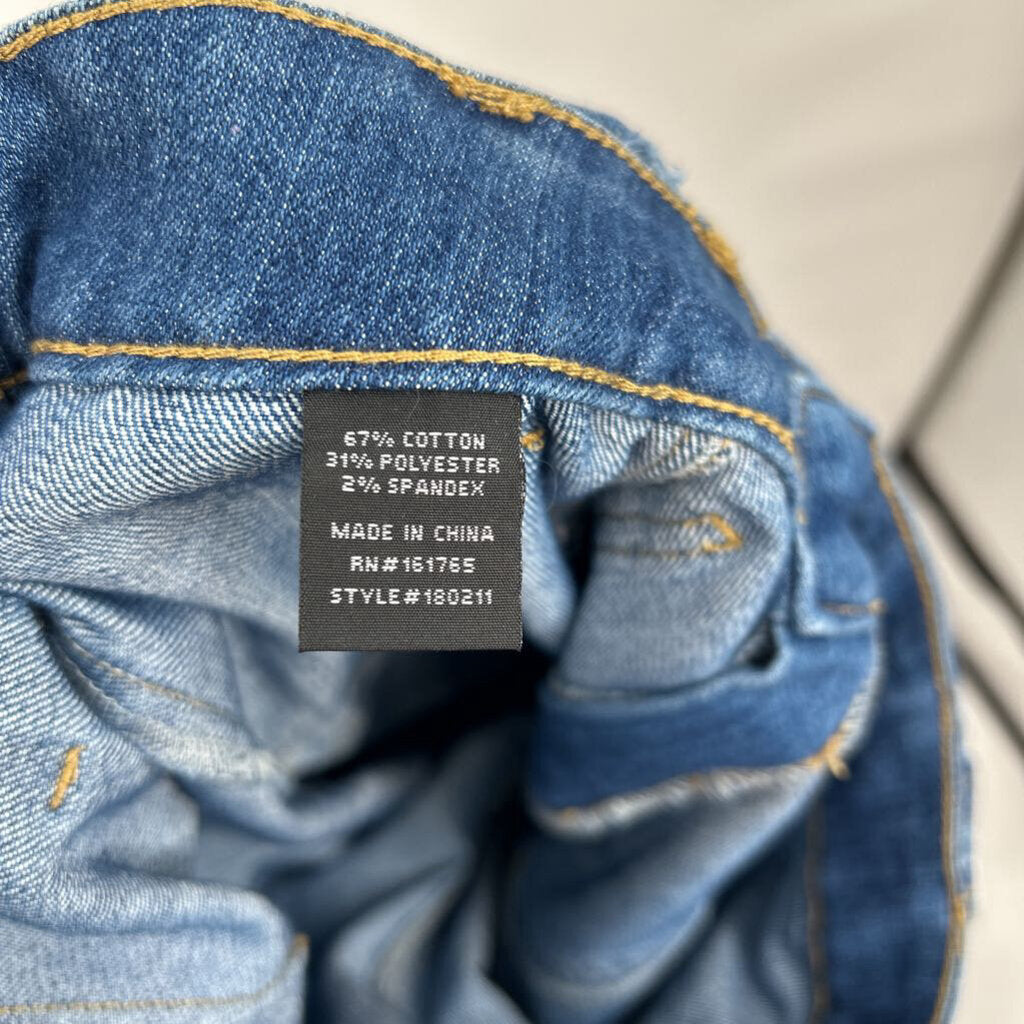 67% COTTON
31% POLYESTER
2% SPANDEX
MADE IN CHINA
RN#161765
STYLE#180211